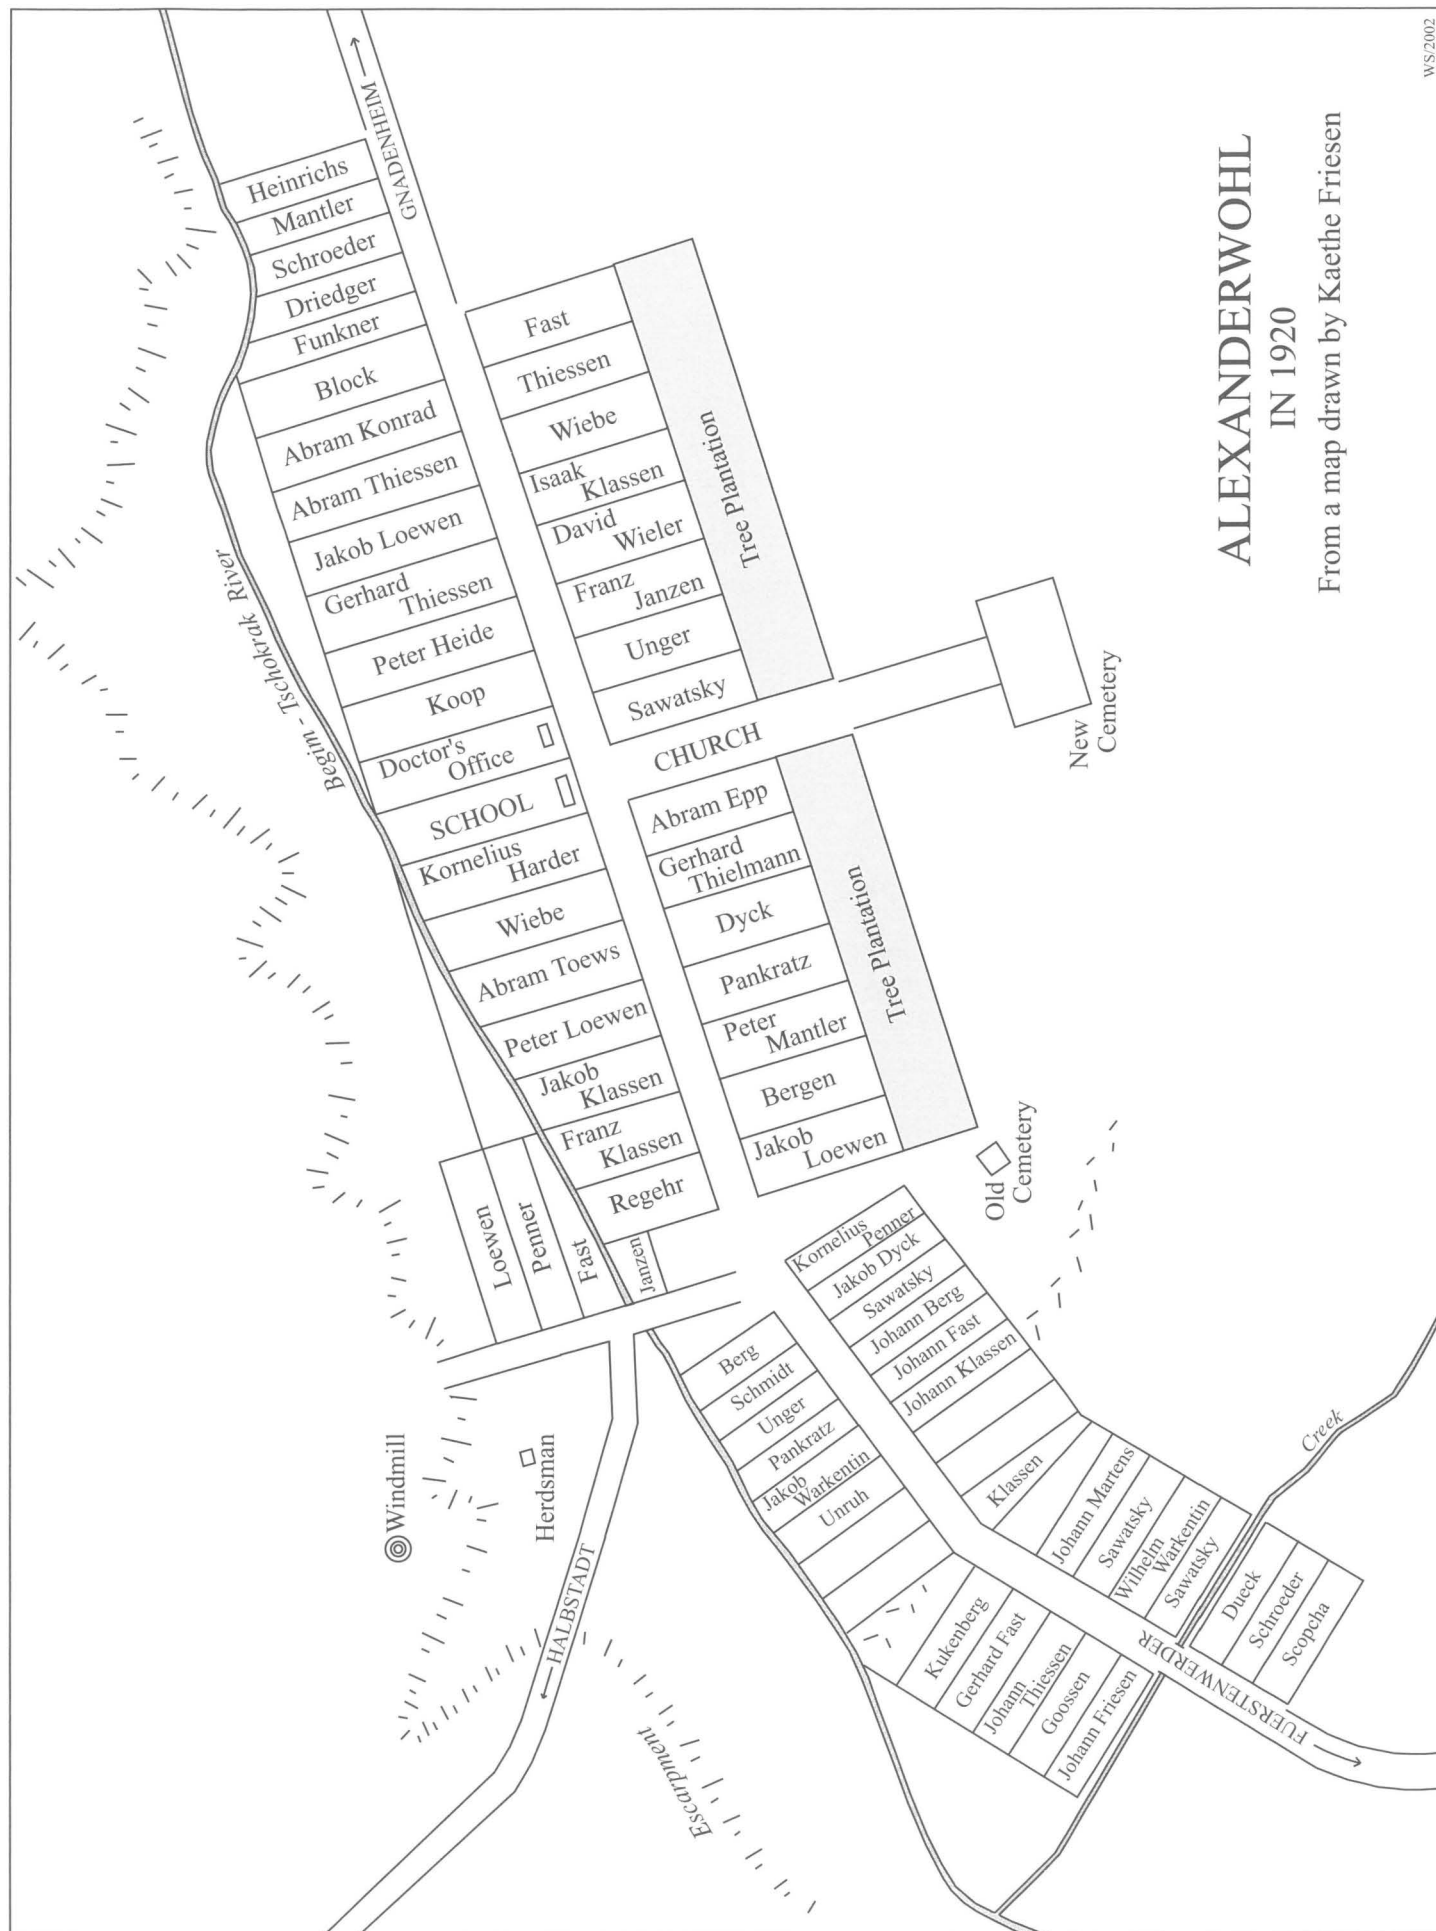 WS/2002
ALEXANDERWOHL
IN 1920
From a map drawn by Kaethe Friesen
GNADENHEIM
Heinrichs
Mantler
Schroeder
Driedger
Funkner
Block
Abram Konrad
Abram Thiessen
Jakob Loewen
Gerhard
Thiessen
Peter Heide
Koop
Doctor's
Office
SCHOOL
Kornelius
Harder
Wiebe
Abram Toews
Peter Loewen
Jakob
Klassen
Franz
Klassen
Regehr
Janzen
Begim - Tschokrak River
Fast
Thiessen
Wiebe
Isaak
Klassen
David
Wieler
Franz
Janzen
Unger
Sawatsky
Tree Plantation
CHURCH
New
Cemetery
Abram Epp
Gerhard
Thielmann
Dyck
Pankratz
Peter
Mantler
Bergen
Jakob
Loewen
Tree Plantation
Old
Cemetery
Loewen
Penner
Fast
Windmill
Herdsman
HALBSTADT
Escarpment
Berg
Schmidt
Unger
Pankratz
Jakob
Warkentin
Unruh
Kornelius
Penner
Jakob Dyck
Sawatsky
Johann Berg
Johann Fast
Johann Klassen
Klassen
Johann Martens
Sawatsky
Wilhelm
Warkentin
Sawatsky
Creek
Dueck
Schroeder
Scopcha
Kukenberg
Gerhard Fast
Johann
Thiessen
Goossen
Johann Friesen
FUERSTENWERDER